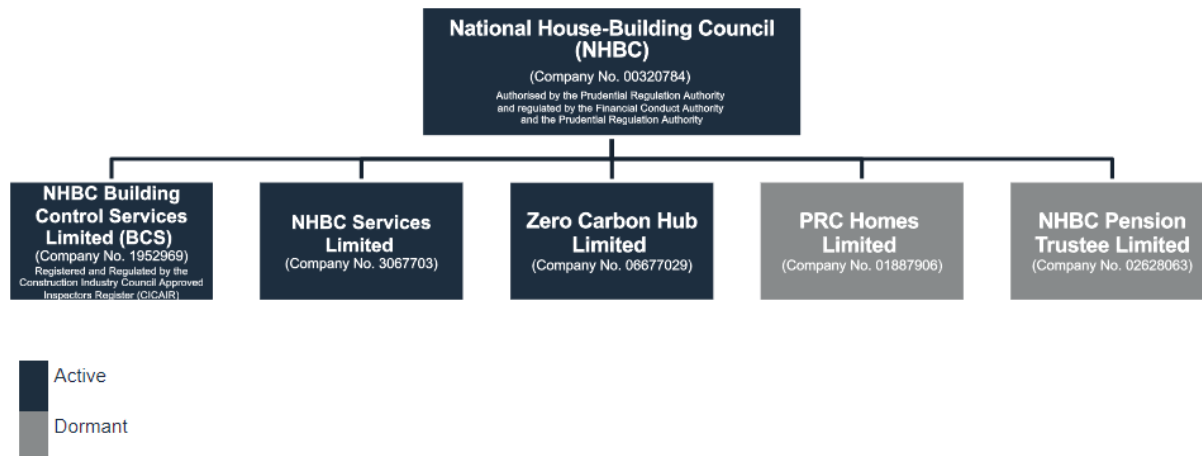 National House-Building Council
(NHBC)
(Company No. 00320784)
Authorised by the Prudential Regulation Authority
and regulated by the Financial Conduct Authority
and the Prudential Regulation Authority
NHBC Building
Control Services
Limited (BCS)
(Company No. 1952969)
Registered and Regulated by the
Construction Industry Council Approved
Inspectors Register (CICAIR)
NHBC Services
Limited
(Company No. 3067703)
Zero Carbon Hub
Limited
(Company No. 06677029)
PRC Homes
Limited
(Company No. 01887906)
NHBC Pension
Trustee Limited
(Company No. 02628063)
Active
Dormant